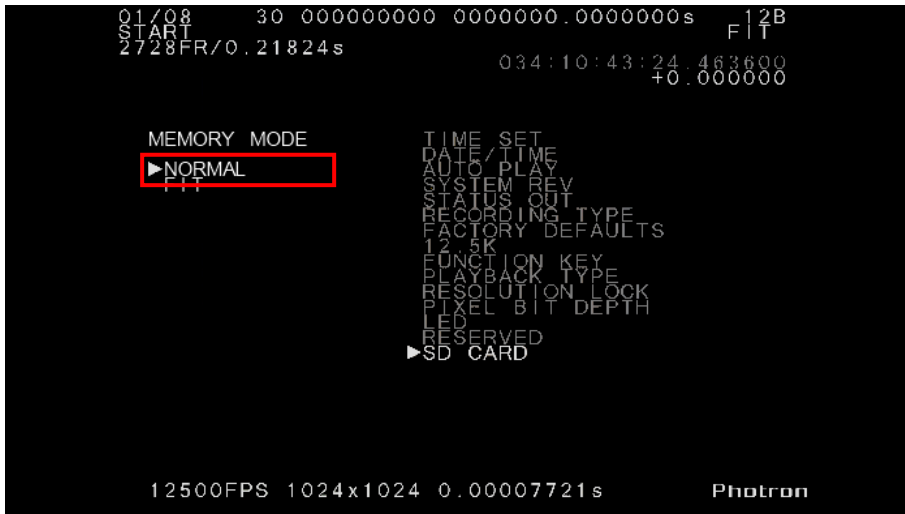 01/08 30 000000000 0000000.0000000s 12B
START FIT
2728FR/0.21824s
034:10:43:24.463600
+0.000000
MEMORY MODE
▶NORMAL
FIT
TIME SET
DATE/TIME
AUTO PLAY
SYSTEM REV
STATUS OUT
RECORDING TYPE
FACTORY DEFAULTS
12.5K
FUNCTION KEY
PLAYBACK TYPE
RESOLUTION LOCK
PIXEL BIT DEPTH
LED
RESERVED
▶SD CARD
12500FPS 1024x1024 0.00007721s Photron